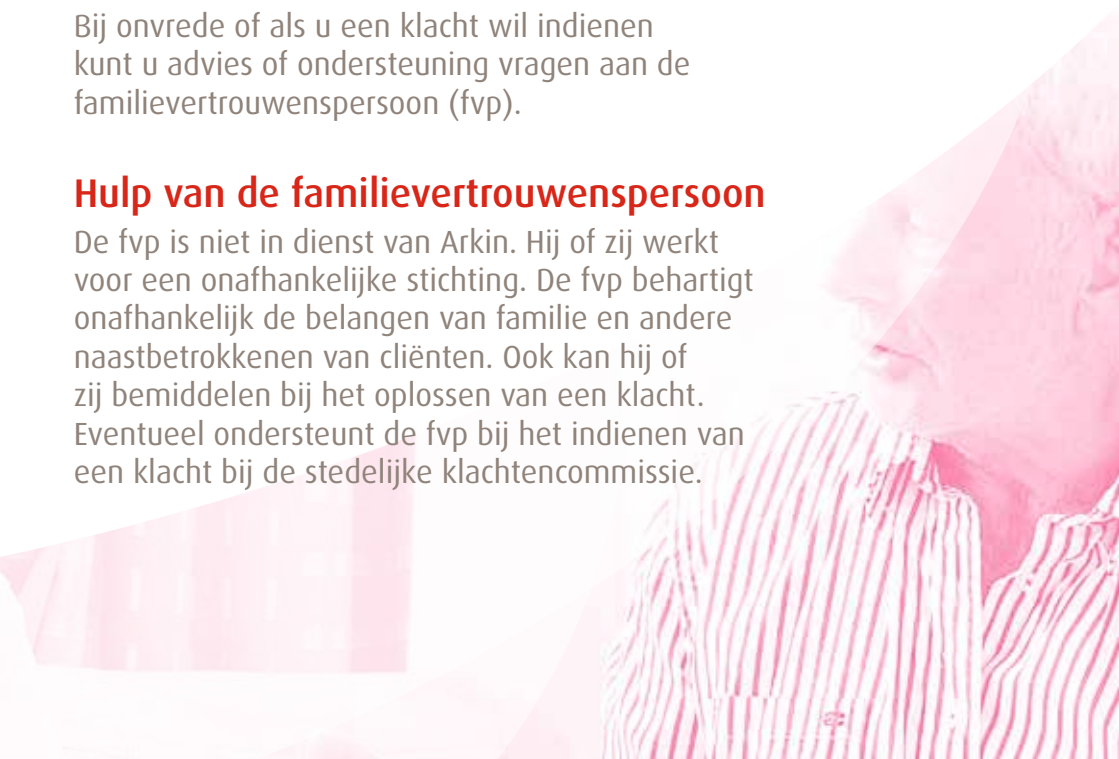 Bij onvrede of als u een klacht wil indienen
kunt u advies of ondersteuning vragen aan de
familievertrouwenspersoon (fvp).
Hulp van de familievertrouwenspersoon
De fvp is niet in dienst van Arkin. Hij of zij werkt
voor een onafhankelijke stichting. De fvp behartigt
onafhankelijk de belangen van familie en andere
naastbetrokkenen van cliënten. Ook kan hij of
zij bemiddelen bij het oplossen van een klacht.
Eventueel ondersteunt de fvp bij het indienen van
een klacht bij de stedelijke klachtencommissie.